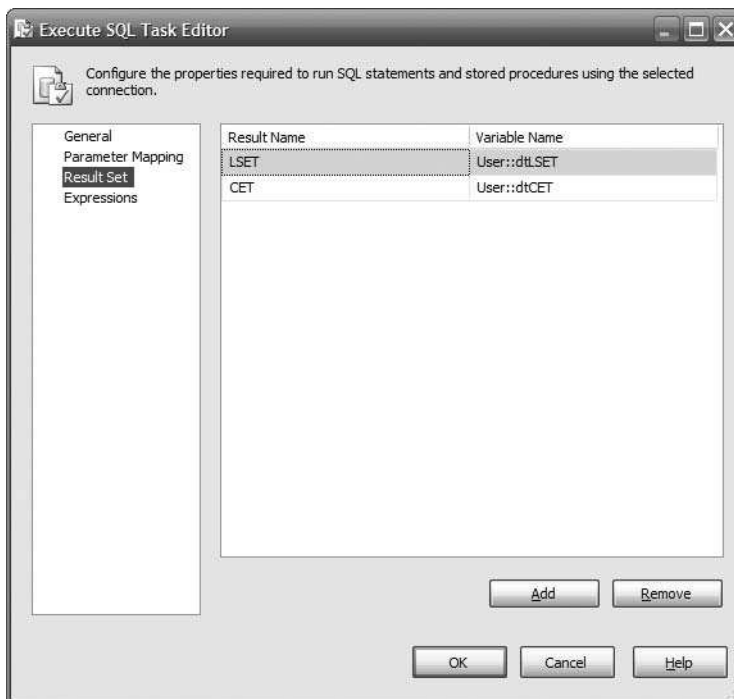 Execute SQL Task Editor
Configure the properties required to run SQL statements and stored procedures using the selected
connection.
General
Parameter Mapping
Result Set
Expressions
Result Name Variable Name
LSET User::dtLSET
CET User::dtCET
Add Remove
OK Cancel Help